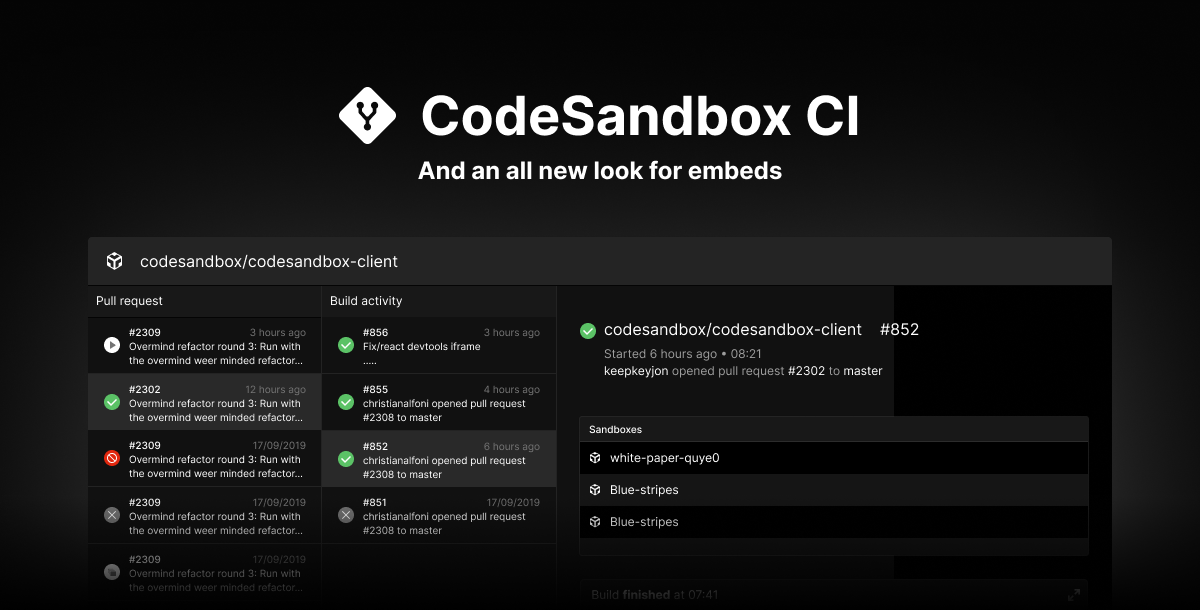 CodeSandbox CI
And an all new look for embeds
codesandbox/codesandbox-client
Pull request
#2309 3 hours ago
Overmind refactor round 3: Run with
the overmind weer minded refactor...
#2302 12 hours ago
Overmind refactor round 3: Run with
the overmind weer minded refactor...
#2309 17/09/2019
Overmind refactor round 3: Run with
the overmind weer minded refactor...
#2309 17/09/2019
Overmind refactor round 3: Run with
the overmind weer minded refactor...
#2309 17/09/2019
Overmind refactor round 3: Run with
the overmind weer minded refactor...
Build activity
#856 3 hours ago
Fix/react devtools iframe
.....
#855 4 hours ago
christianalfoni opened pull request
#2308 to master
#852 6 hours ago
christianalfoni opened pull request
#2308 to master
#851 17/09/2019
christianalfoni opened pull request
#2308 to master
codesandbox/codesandbox-client #852
Started 6 hours ago • 08:21
keepkeyjon opened pull request #2302 to master
Sandboxes
white-paper-quye0
Blue-stripes
Blue-stripes
Build finished at 07:41